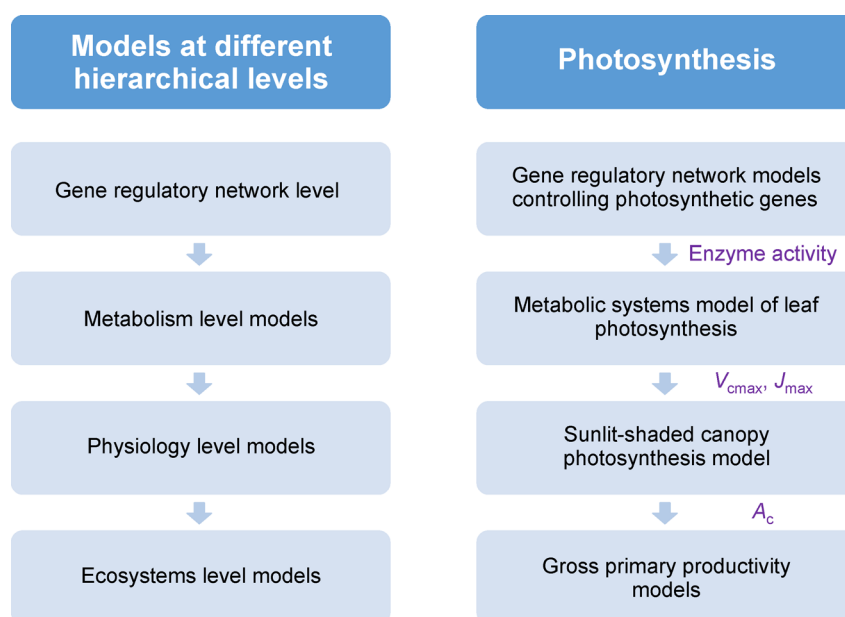 Models at different
hierarchical levels
Gene regulatory network level
Metabolism level models
Physiology level models
Ecosystems level models
Photosynthesis
Gene regulatory network models
controlling photosynthetic genes
Enzyme activity
Metabolic systems model of leaf
photosynthesis
Vcmax, Jmax
Sunlit-shaded canopy
photosynthesis model
Ac
Gross primary productivity
models